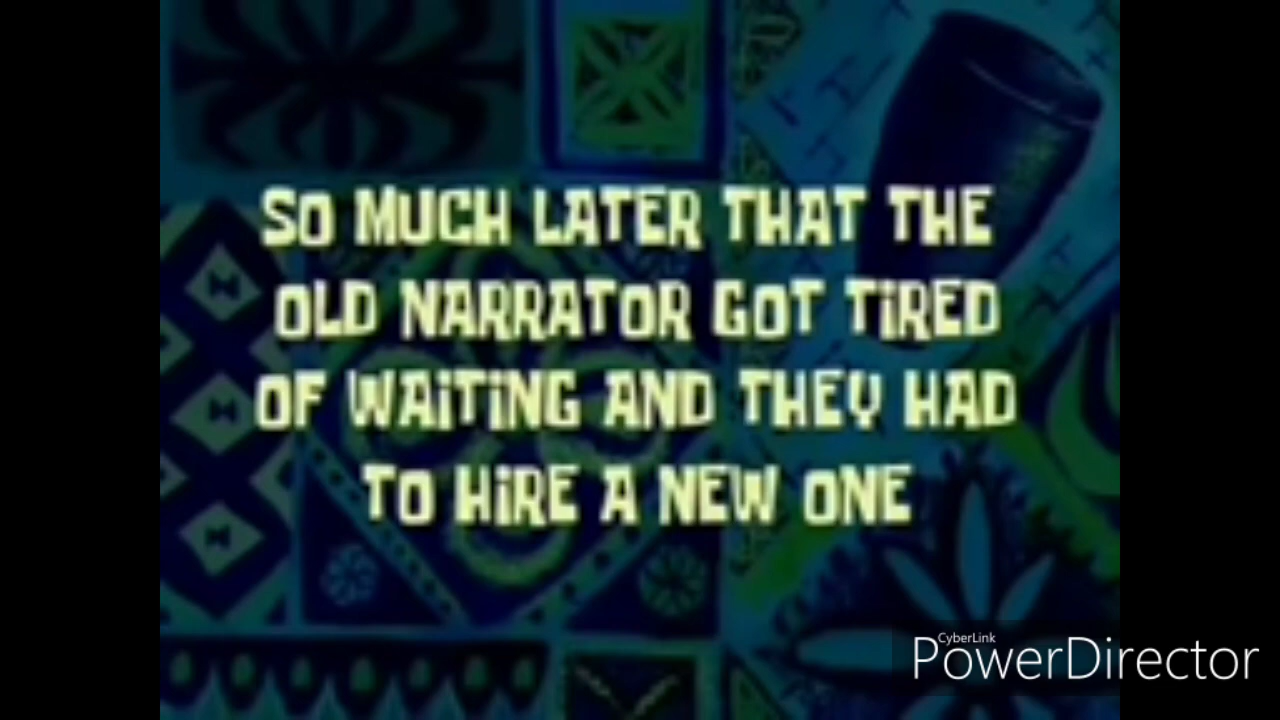 SO MUCH LATER THAT THE
OLD NARRATOR GOT TiRED
OF WAiTiNG AND THEY HAD
TO HiRE A NEW ONE
CyberLink
PowerDirector